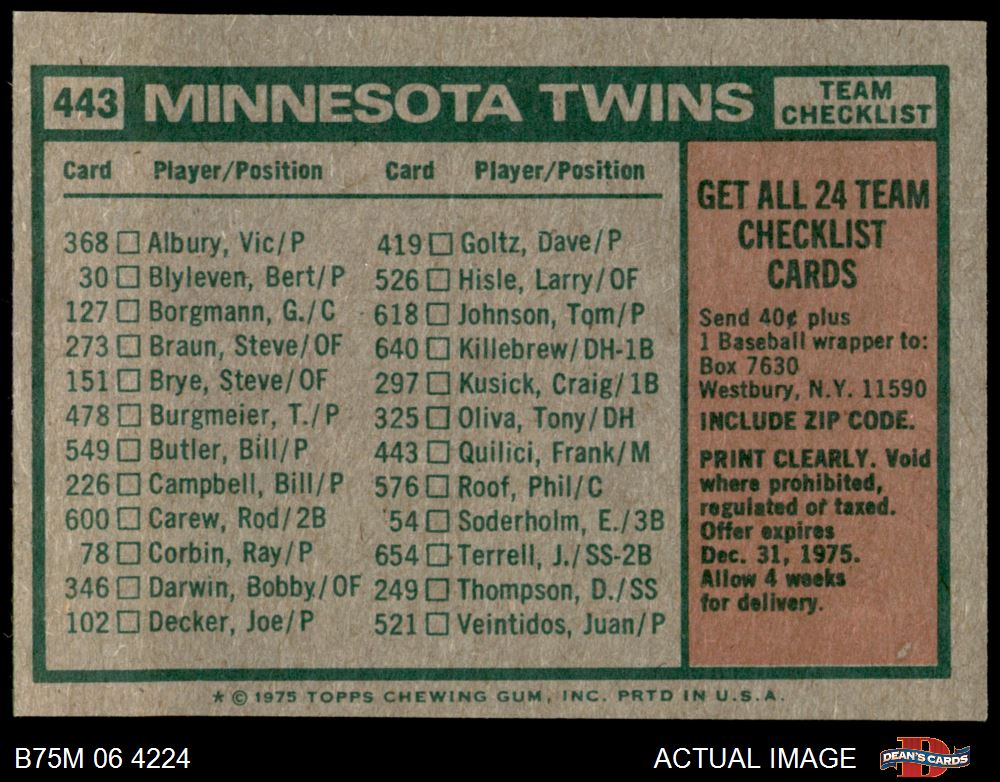 443 MINNESOTA TWINS TEAM CHECKLIST
Card Player/Position Card Player/Position
368 Albury, Vic/P
30 Blyleven, Bert/P
127 Borgmann, G./C
273 Braun, Steve/OF
151 Brye, Steve/OF
478 Burgmeier, T./P
549 Butler, Bill/P
226 Campbell, Bill/P
600 Carew, Rod/2B
78 Corbin, Ray/P
346 Darwin, Bobby/OF
102 Decker, Joe/P
419 Goltz, Dave/P
526 Hisle, Larry/OF
618 Johnson, Tom/P
640 Killebrew/DH-1B
297 Kusick, Craig/1B
325 Oliva, Tony/DH
443 Quilici, Frank/M
576 Roof, Phil/C
54 Soderholm, E./3B
654 Terrell, J./SS-2B
249 Thompson, D./SS
521 Veintidos, Juan/P
GET ALL 24 TEAM
CHECKLIST
CARDS
Send 40¢ plus
1 Baseball wrapper to:
Box 7630
Westbury, N.Y. 11590
INCLUDE ZIP CODE.
PRINT CLEARLY. Void
where prohibited,
regulated or taxed.
Offer expires
Dec. 31, 1975.
Allow 4 weeks
for delivery.
* © 1975 TOPPS CHEWING GUM, INC. PRTD IN U.S.A.
B75M 06 4224
ACTUAL IMAGE
DEAN'S CARDS